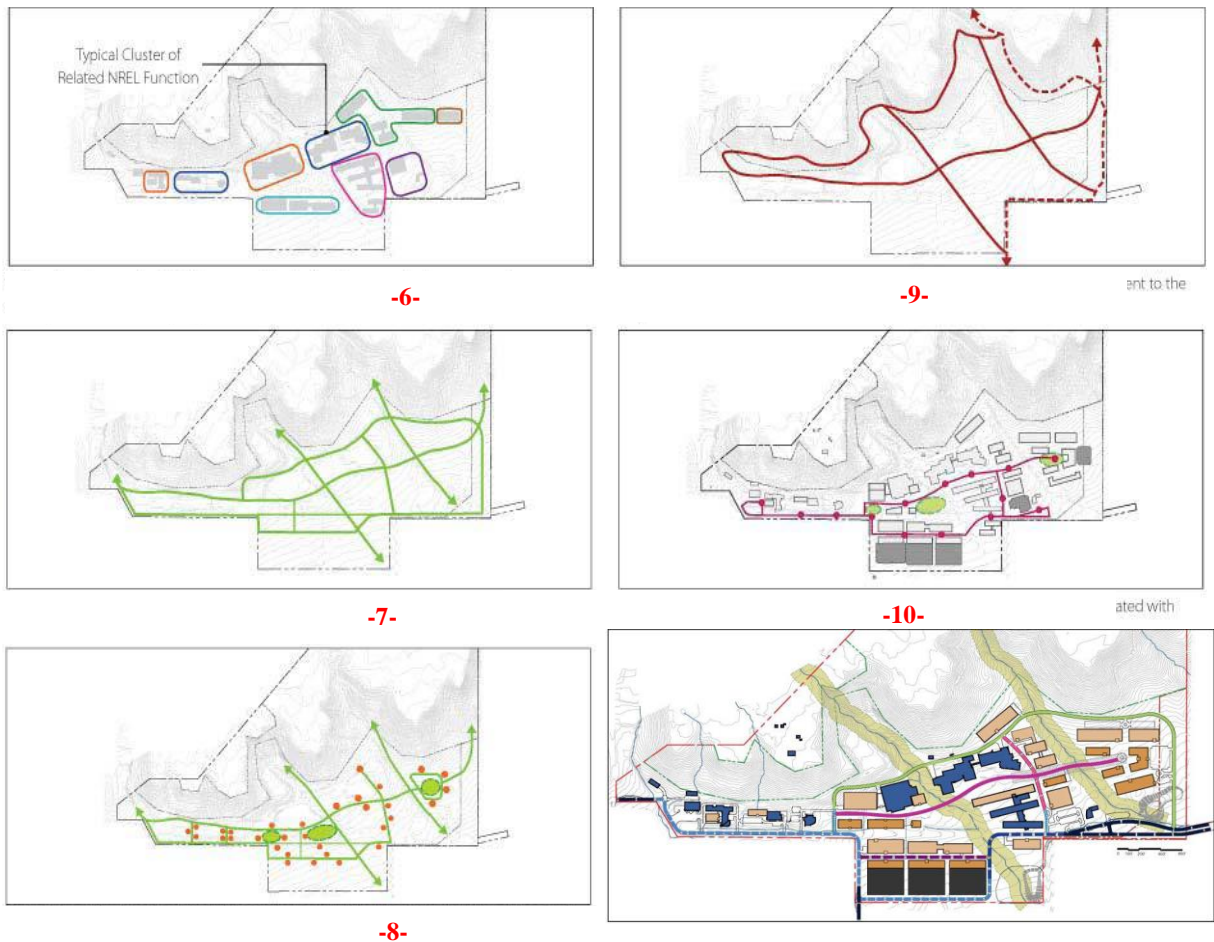 Typical Cluster of
Related NREL Function
-6-
-9-
ent to the
-7-
-10-
ated with
-8-